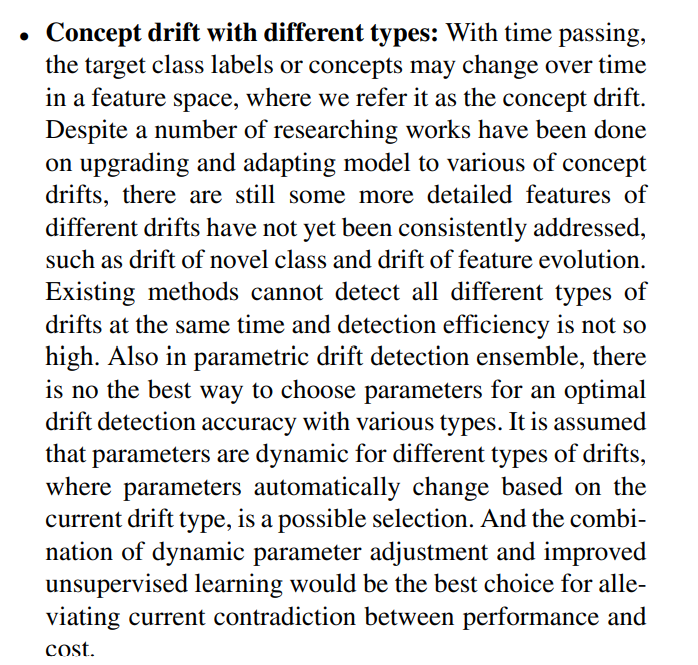 • Concept drift with different types: With time passing,
the target class labels or concepts may change over time
in a feature space, where we refer it as the concept drift.
Despite a number of researching works have been done
on upgrading and adapting model to various of concept
drifts, there are still some more detailed features of
different drifts have not yet been consistently addressed,
such as drift of novel class and drift of feature evolution.
Existing methods cannot detect all different types of
drifts at the same time and detection efficiency is not so
high. Also in parametric drift detection ensemble, there
is no the best way to choose parameters for an optimal
drift detection accuracy with various types. It is assumed
that parameters are dynamic for different types of drifts,
where parameters automatically change based on the
current drift type, is a possible selection. And the combi-
nation of dynamic parameter adjustment and improved
unsupervised learning would be the best choice for alle-
viating current contradiction between performance and
cost.